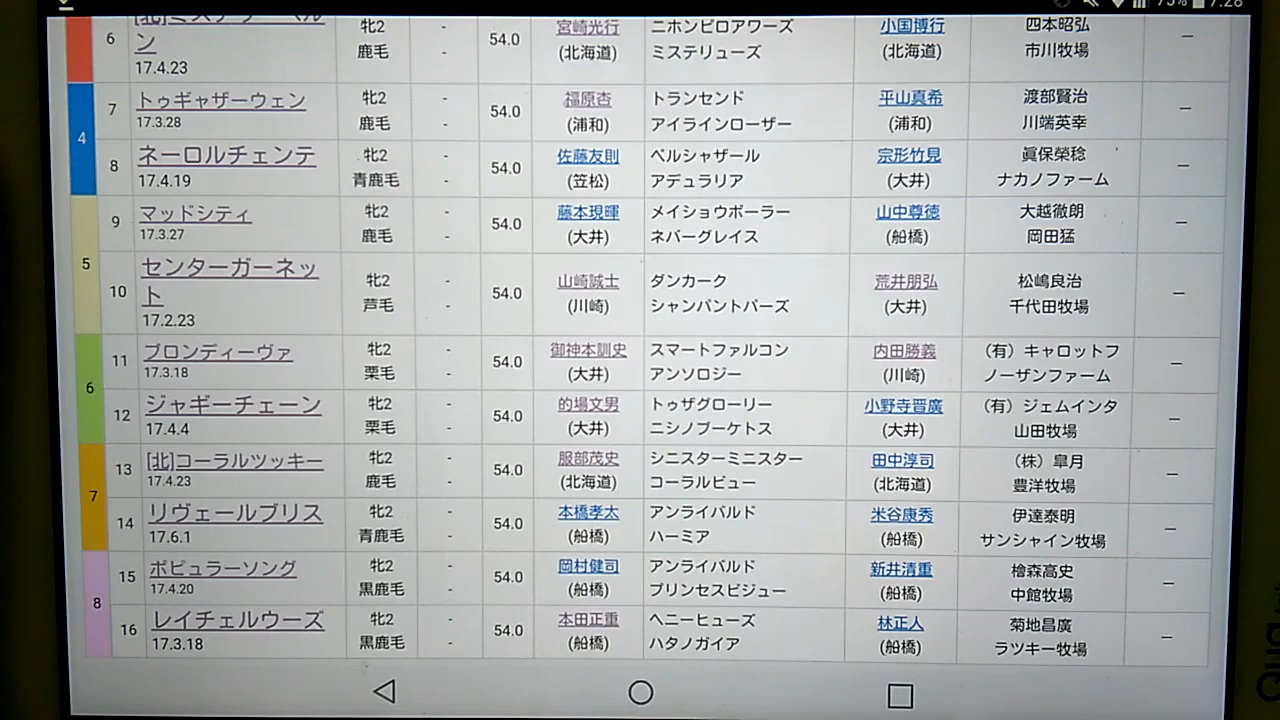 75% 7:28
[北]ミステリーベル
ン
17.4.23
6
牝2
鹿毛
-
-
54.0
宮崎光行
(北海道)
ニホンピロアワーズ
ミステリューズ
小国博行
(北海道)
四本昭弘
市川牧場
—
4
7
トゥギャザーウェン
17.3.28
牝2
鹿毛
-
-
54.0
福原杏
(浦和)
トランセンド
アイラインローザー
平山真希
(浦和)
渡部賢治
川端英幸
—
8
ネーロルチェンテ
17.4.19
牝2
青鹿毛
-
-
54.0
佐藤友則
(笠松)
ベルシャザール
アデュラリア
宗形竹見
(大井)
眞保榮稔
ナカノファーム
—
5
9
マッドシティ
17.3.27
牝2
鹿毛
-
-
54.0
藤本現暉
(大井)
メイショウボーラー
ネバーグレイス
山中尊徳
(船橋)
大越徹朗
岡田猛
—
10
センターガーネッ
ト
17.2.23
牝2
芦毛
-
-
54.0
山崎誠士
(川崎)
ダンカーク
シャンパントバーズ
荒井朋弘
(大井)
松嶋良治
千代田牧場
—
6
11
ブロンディーヴァ
17.3.18
牝2
栗毛
-
-
54.0
御神本訓史
(大井)
スマートファルコン
アンソロジー
内田勝義
(川崎)
（有）キャロットフ
ノーザンファーム
—
12
ジャギーチェーン
17.4.4
牝2
栗毛
-
-
54.0
的場文男
(大井)
トゥザグローリー
ニシノブーケトス
小野寺晋廣
(大井)
（有）ジェムインタ
山田牧場
—
7
13
[北]コーラルツッキー
17.4.23
牝2
鹿毛
-
-
54.0
服部茂史
(北海道)
シニスターミニスター
コーラルビュー
田中淳司
(北海道)
（株）皐月
豊洋牧場
—
14
リヴェールブリス
17.6.1
牝2
青鹿毛
-
-
54.0
本橋孝太
(船橋)
アンライバルド
ハーミア
米谷康秀
(船橋)
伊達泰明
サンシャイン牧場
—
8
15
ポピュラーソング
17.4.20
牝2
黒鹿毛
-
-
54.0
岡村健司
(船橋)
アンライバルド
プリンセスビジュー
新井清重
(船橋)
檜森高史
中館牧場
—
16
レイチェルウーズ
17.3.18
牝2
黒鹿毛
-
-
54.0
本田正重
(船橋)
ヘニーヒューズ
ハタノガイア
林正人
(船橋)
菊地昌廣
ラツキー牧場
—
Qua